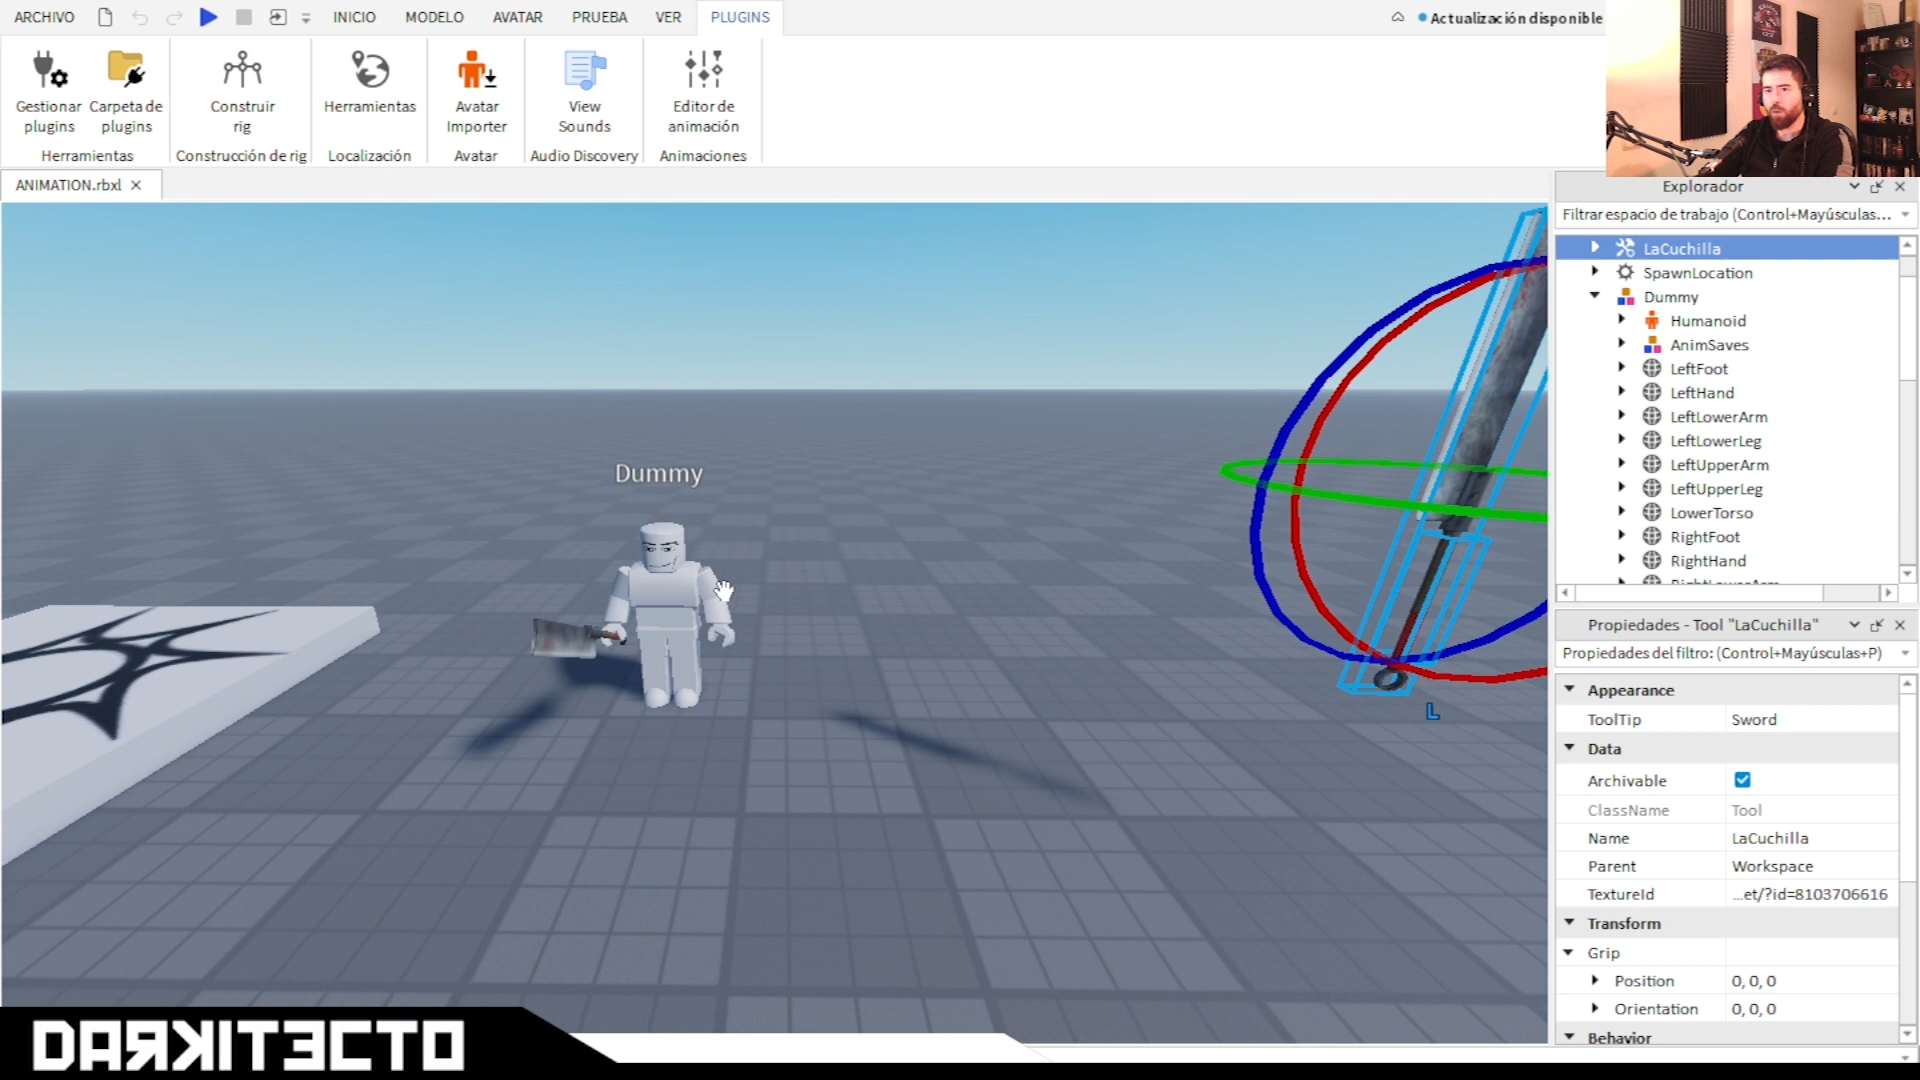 ARCHIVO INICIO MODELO AVATAR PRUEBA VER PLUGINS Actualización disponible
Gestionar plugins
Carpeta de plugins
Herramientas
Construir rig
Construcción de rig
Herramientas
Localización
Avatar Importer
Avatar
View Sounds
Audio Discovery
Editor de animación
Animaciones
ANIMATION.rbxl
Dummy
L
DARKITECTO
Explorador
Filtrar espacio de trabajo (Control+Mayúsculas...
LaCuchilla
SpawnLocation
Dummy
Humanoid
AnimSaves
LeftFoot
LeftHand
LeftLowerArm
LeftLowerLeg
LeftUpperArm
LeftUpperLeg
LowerTorso
RightFoot
RightHand
RightLowerArm
Propiedades - Tool "LaCuchilla"
Propiedades del filtro: (Control+Mayúsculas+P)
Appearance
ToolTip Sword
Data
Archivable
ClassName Tool
Name LaCuchilla
Parent Workspace
TextureId ...et/?id=8103706616
Transform
Grip
Position 0, 0, 0
Orientation 0, 0, 0
Behavior